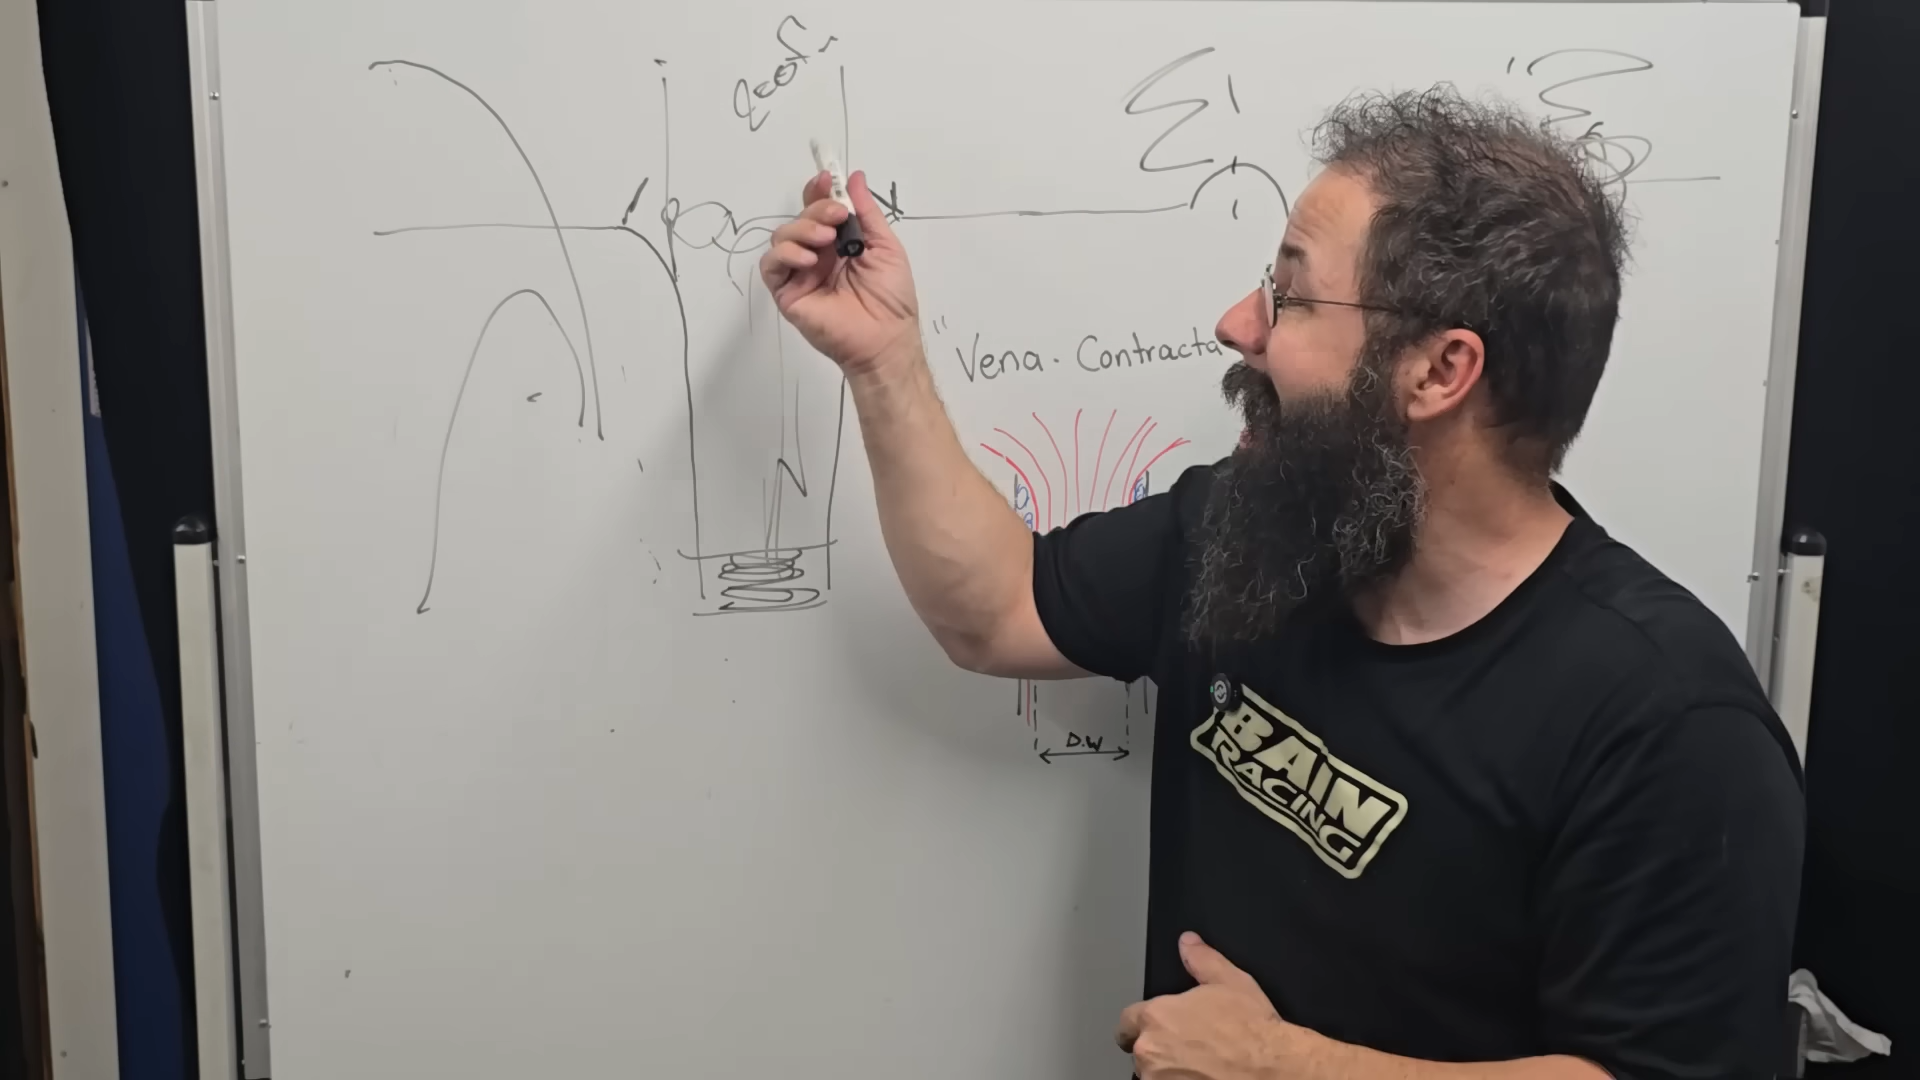 "Vena. Contracta
D.W
BAIN
RACING